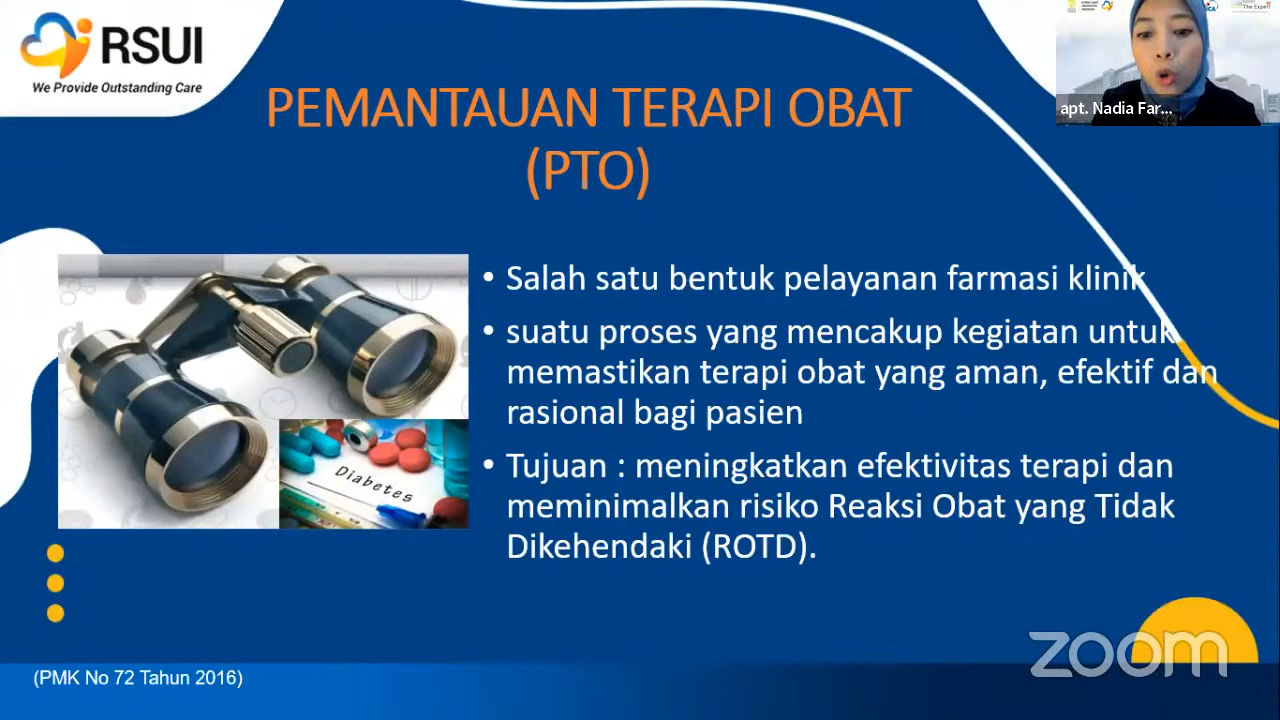 RSUI
We Provide Outstanding Care
The Expert
apt. Nadia Far...
PEMANTAUAN TERAPI OBAT
(PTO)
• Salah satu bentuk pelayanan farmasi klinik
• suatu proses yang mencakup kegiatan untuk
memastikan terapi obat yang aman, efektif dan
rasional bagi pasien
• Tujuan : meningkatkan efektivitas terapi dan
meminimalkan risiko Reaksi Obat yang Tidak
Dikehendaki (ROTD).
Diabetes
zoom
(PMK No 72 Tahun 2016)